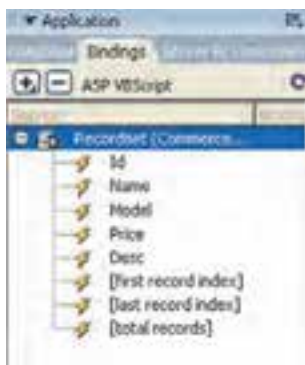 Application
Bindings
ASP VBScript
Recordset (Commerce...
Id
Name
Model
Price
Desc
[first record index]
[last record index]
[total records]